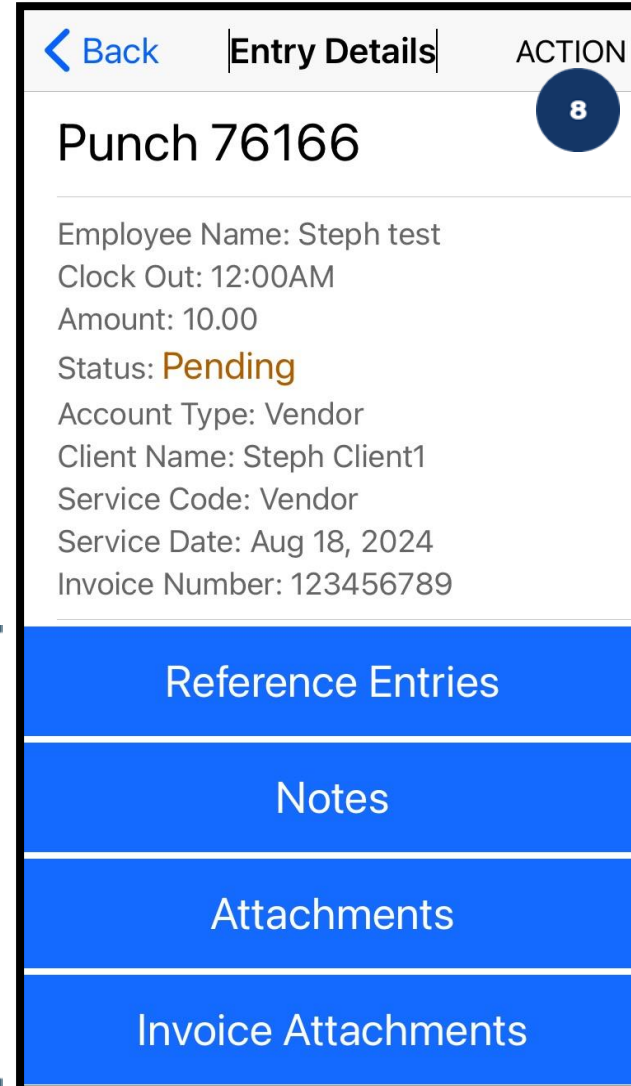 Back Entry Details ACTION
8
Punch 76166
Employee Name: Steph test
Clock Out: 12:00AM
Amount: 10.00
Status: Pending
Account Type: Vendor
Client Name: Steph Client1
Service Code: Vendor
Service Date: Aug 18, 2024
Invoice Number: 123456789
Reference Entries
Notes
Attachments
Invoice Attachments